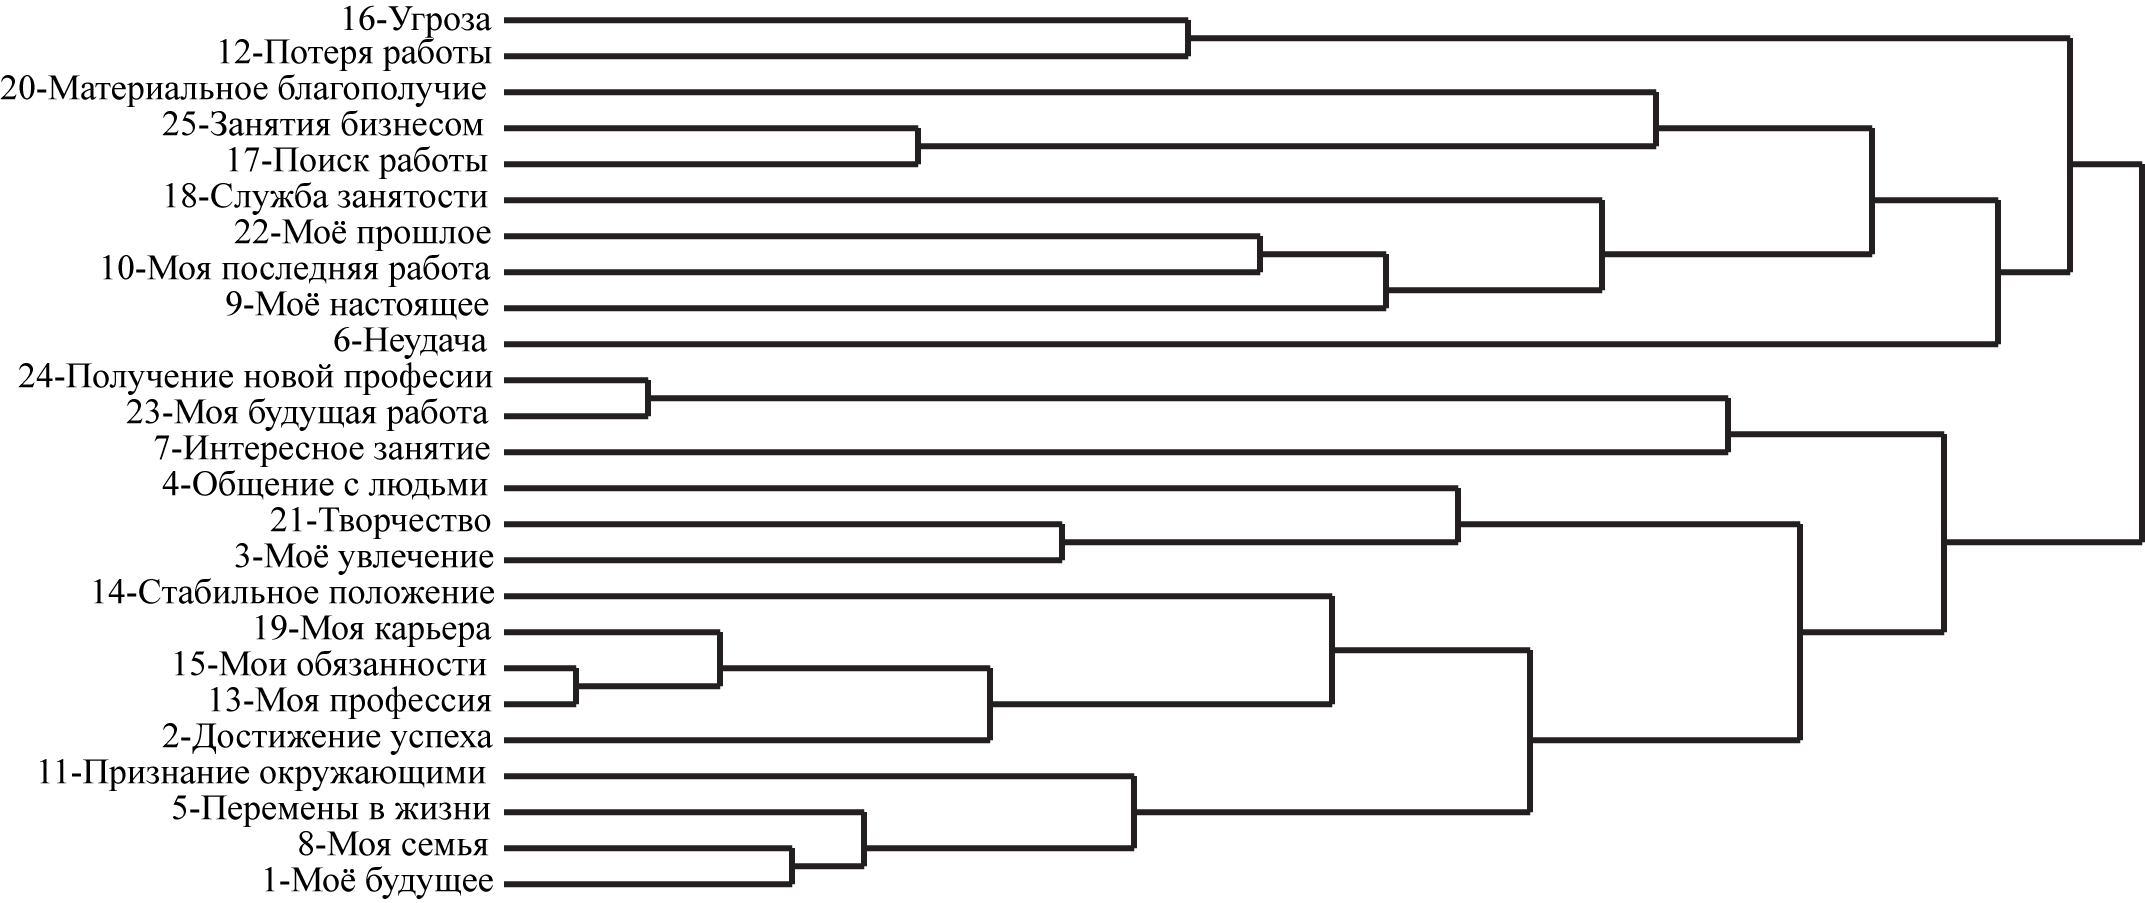 16-Угроза
12-Потеря работы
20-Материальное благополучие
25-Занятия бизнесом
17-Поиск работы
18-Служба занятости
22-Моё прошлое
10-Моя последняя работа
9-Моё настоящее
6-Неудача
24-Получение новой професии
23-Моя будущая работа
7-Интересное занятие
4-Общение с людьми
21-Творчество
3-Моё увлечение
14-Стабильное положение
19-Моя карьера
15-Мои обязанности
13-Моя профессия
2-Достижение успеха
11-Признание окружающими
5-Перемены в жизни
8-Моя семья
1-Моё будущее